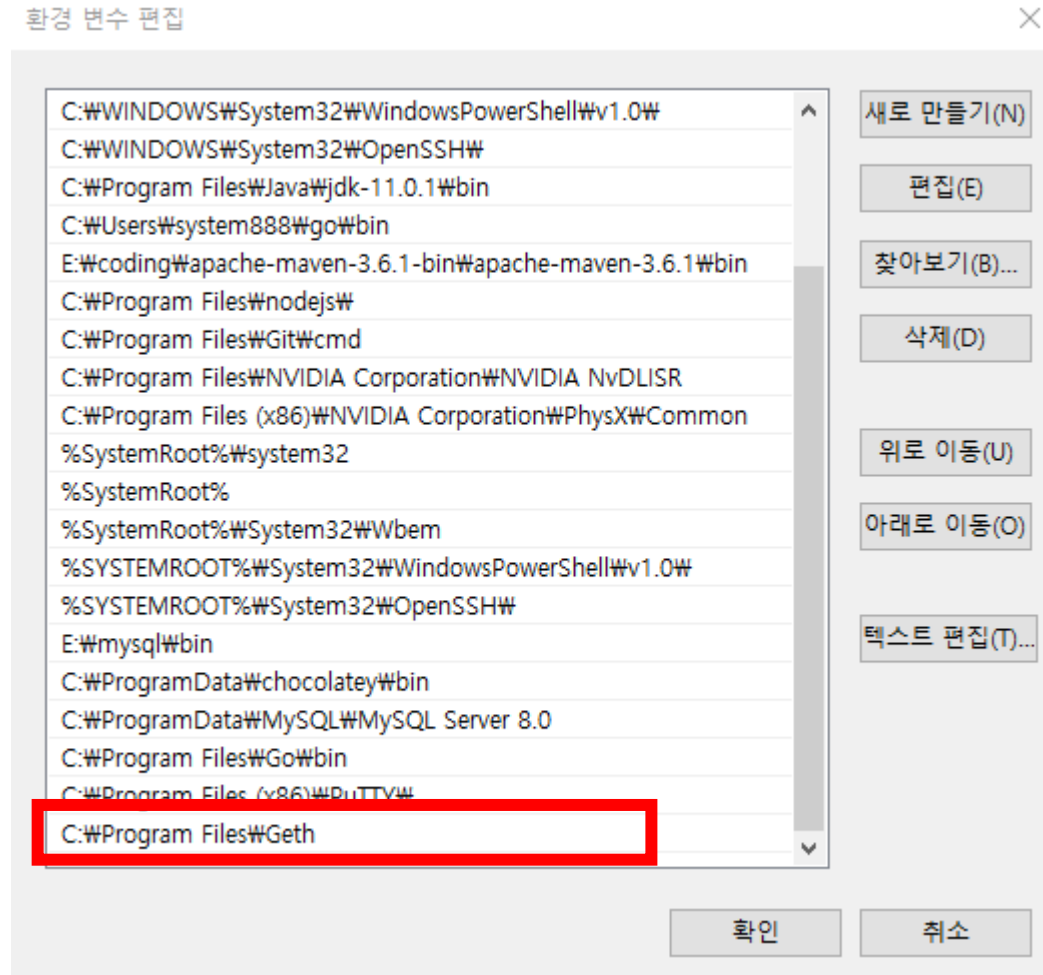 환경 변수 편집
C:₩WINDOWS₩System32₩WindowsPowerShell₩v1.0₩
새로 만들기(N)
C:₩WINDOWS₩System32₩OpenSSH₩
C:₩Program Files₩Java₩jdk-11.0.1₩bin
편집(E)
C:₩Users₩system888₩go₩bin
E:₩coding₩apache-maven-3.6.1-bin₩apache-maven-3.6.1₩bin
찾아보기(B)...
C:₩Program Files₩nodejs₩
C:₩Program Files₩Git₩cmd
삭제(D)
C:₩Program Files₩NVIDIA Corporation₩NVIDIA NvDLISR
C:₩Program Files (x86)₩NVIDIA Corporation₩PhysX₩Common
%SystemRoot%₩system32
위로 이동(U)
%SystemRoot%
%SystemRoot%₩System32₩Wbem
아래로 이동(O)
%SYSTEMROOT%₩System32₩WindowsPowerShell₩v1.0₩
%SYSTEMROOT%₩System32₩OpenSSH₩
E:₩mysql₩bin
텍스트 편집(T)...
C:₩ProgramData₩chocolatey₩bin
C:₩ProgramData₩MySQL₩MySQL Server 8.0
C:₩Program Files₩Go₩bin
C:₩Program Files (x86)₩PuTTY₩
C:₩Program Files₩Geth
확인
취소